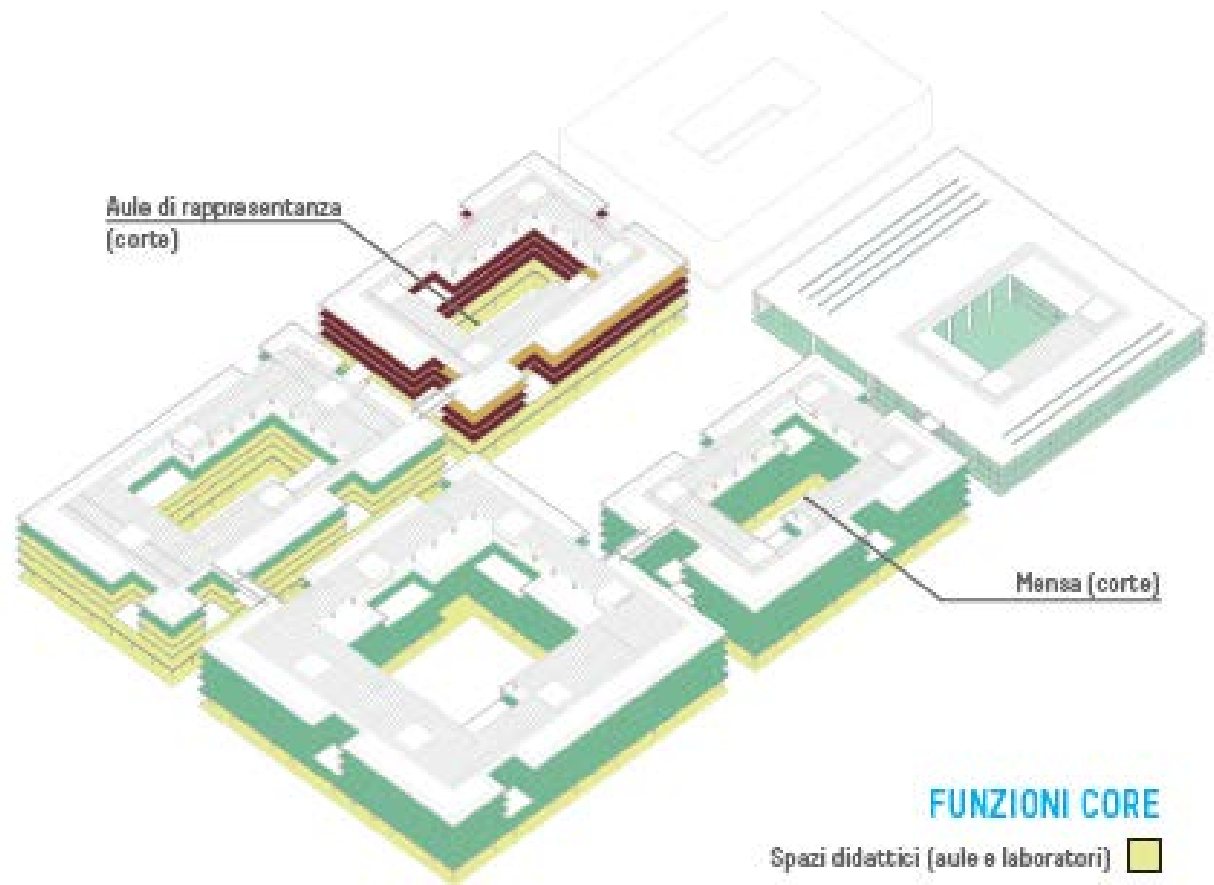 Aule di rappresentanza
(corte)
Mensa (corte)
FUNZIONI CORE
Spazi didattici (aule e laboratori)